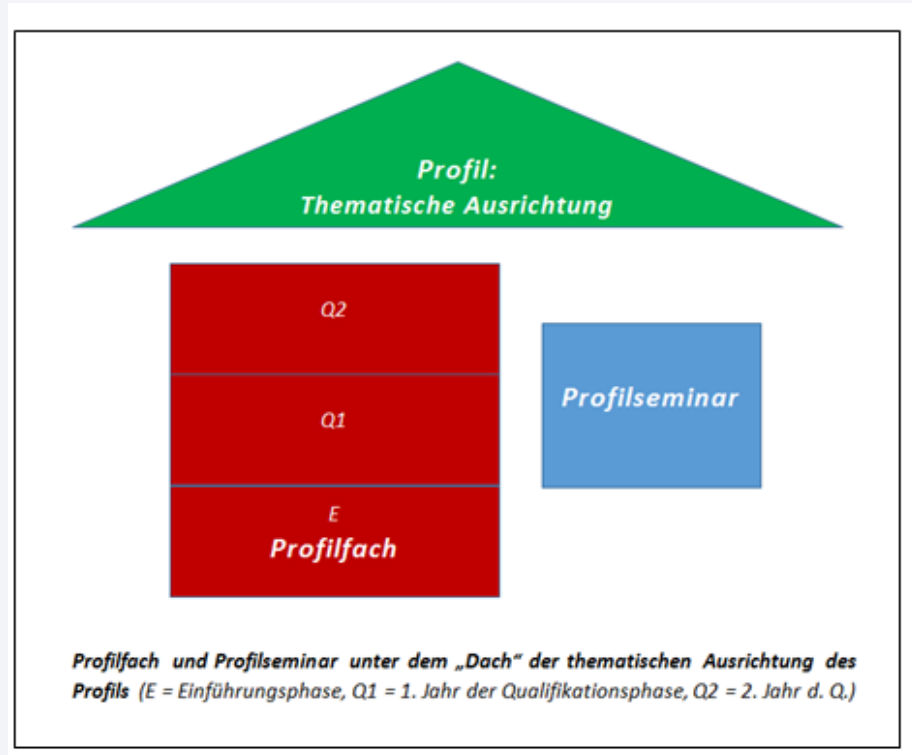 Profil:
Thematische Ausrichtung
Q2
Q1
E
Profilfach
Profilseminar
Profilfach und Profilseminar unter dem „Dach“ der thematischen Ausrichtung des
Profils (E = Einführungsphase, Q1 = 1. Jahr der Qualifikationsphase, Q2 = 2. Jahr d. Q.)